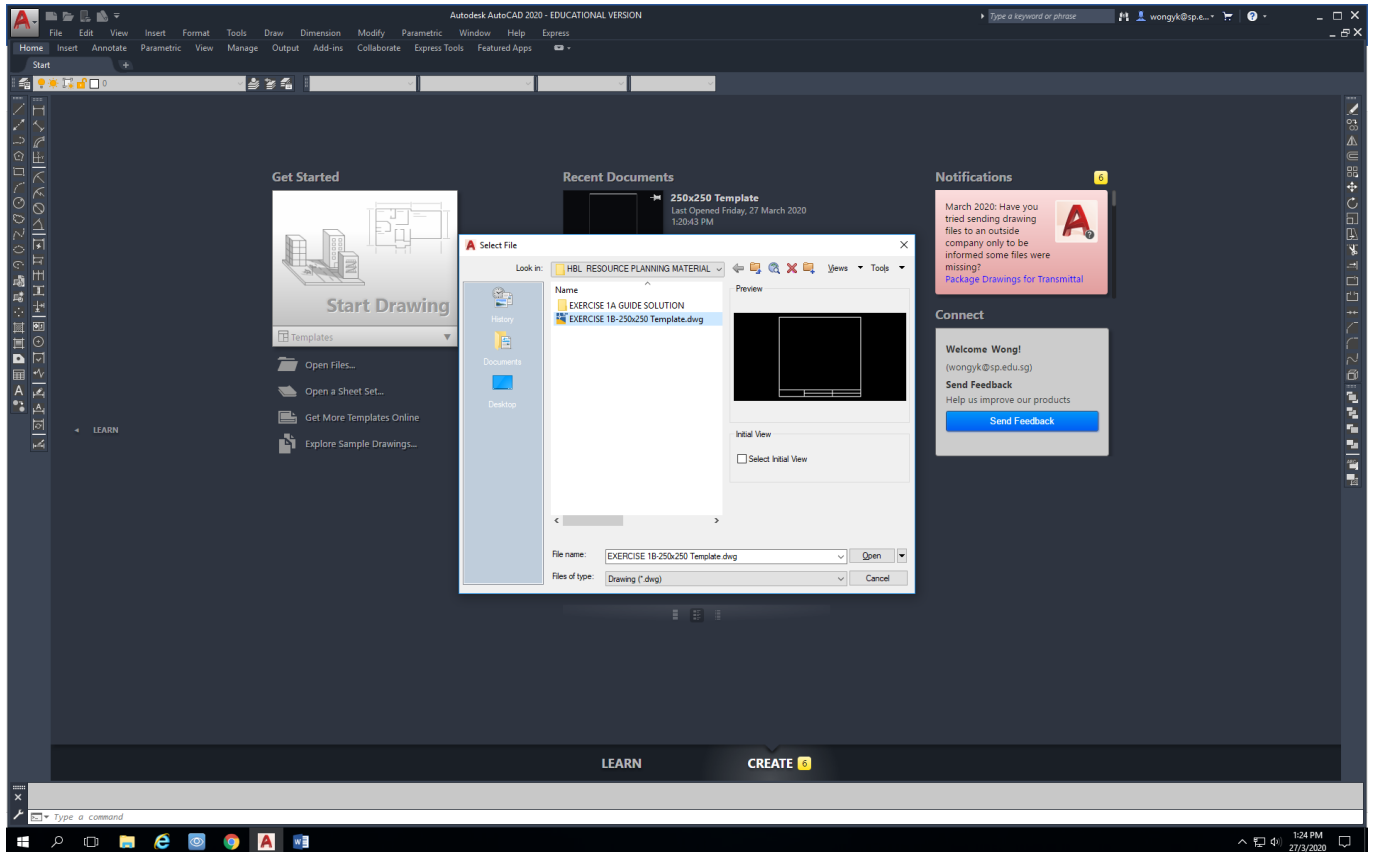 Autodesk AutoCAD 2020 - EDUCATIONAL VERSION
Type a keyword or phrase
wongyk@sp.e...
File Edit View Insert Format Tools Draw Dimension Modify Parametric Window Help Express
Home Insert Annotate Parametric View Manage Output Add-ins Collaborate Express Tools Featured Apps
Start
0
Get Started
Start Drawing
Templates
Open Files...
Open a Sheet Set...
Get More Templates Online
Explore Sample Drawings...
LEARN
Recent Documents
250x250 Template
Last Opened Friday, 27 March 2020
1:20:43 PM
Select File
Look in: HBL RESOURCE PLANNING MATERIAL
Views Tools
History
Documents
Desktop
Name
EXERCISE 1A GUIDE SOLUTION
EXERCISE 1B-250x250 Template.dwg
Preview
Initial View
Select Initial View
File name: EXERCISE 1B-250x250 Template.dwg Open
Files of type: Drawing (*.dwg) Cancel
Notifications 6
March 2020: Have you
tried sending drawing
files to an outside
company only to be
informed some files were
missing?
Package Drawings for Transmittal
Connect
Welcome Wong!
(wongyk@sp.edu.sg)
Send Feedback
Help us improve our products
Send Feedback
LEARN CREATE 6
Type a command
1:24 PM
27/3/2020